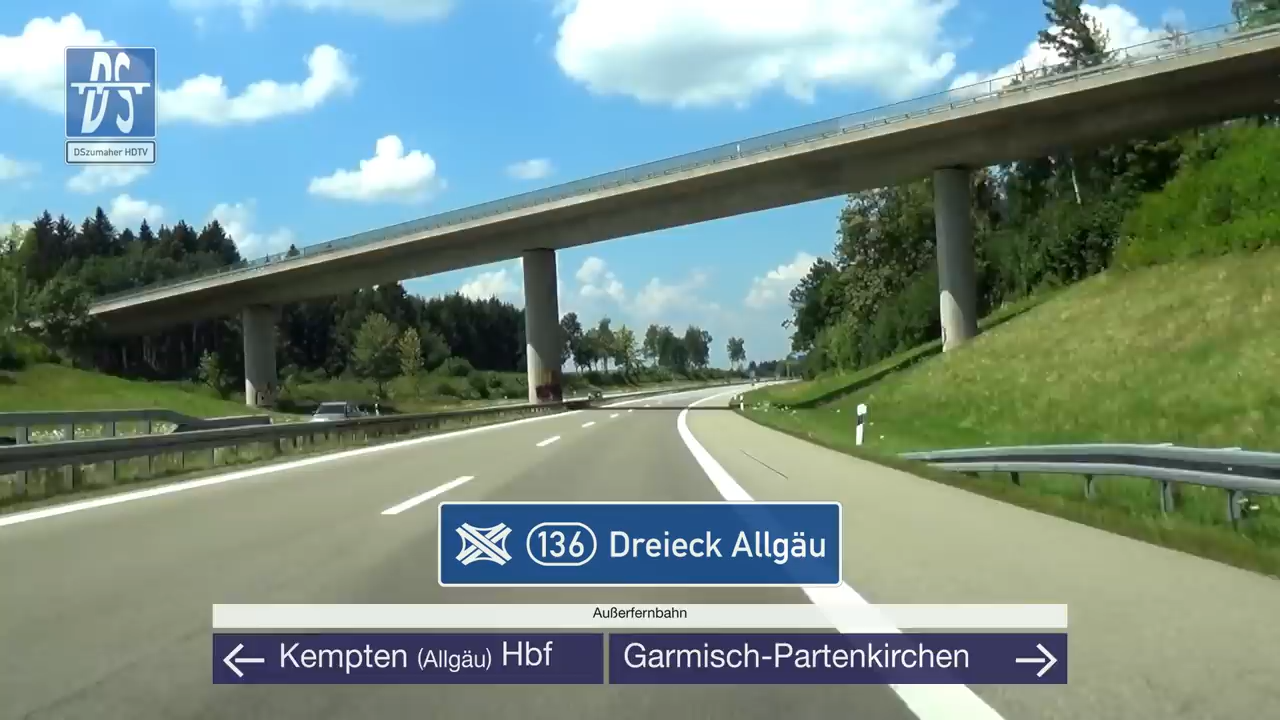 DS
DSzumaher HDTV
136 Dreieck Allgäu
Außerfernbahn
← Kempten (Allgäu) Hbf
Garmisch-Partenkirchen →